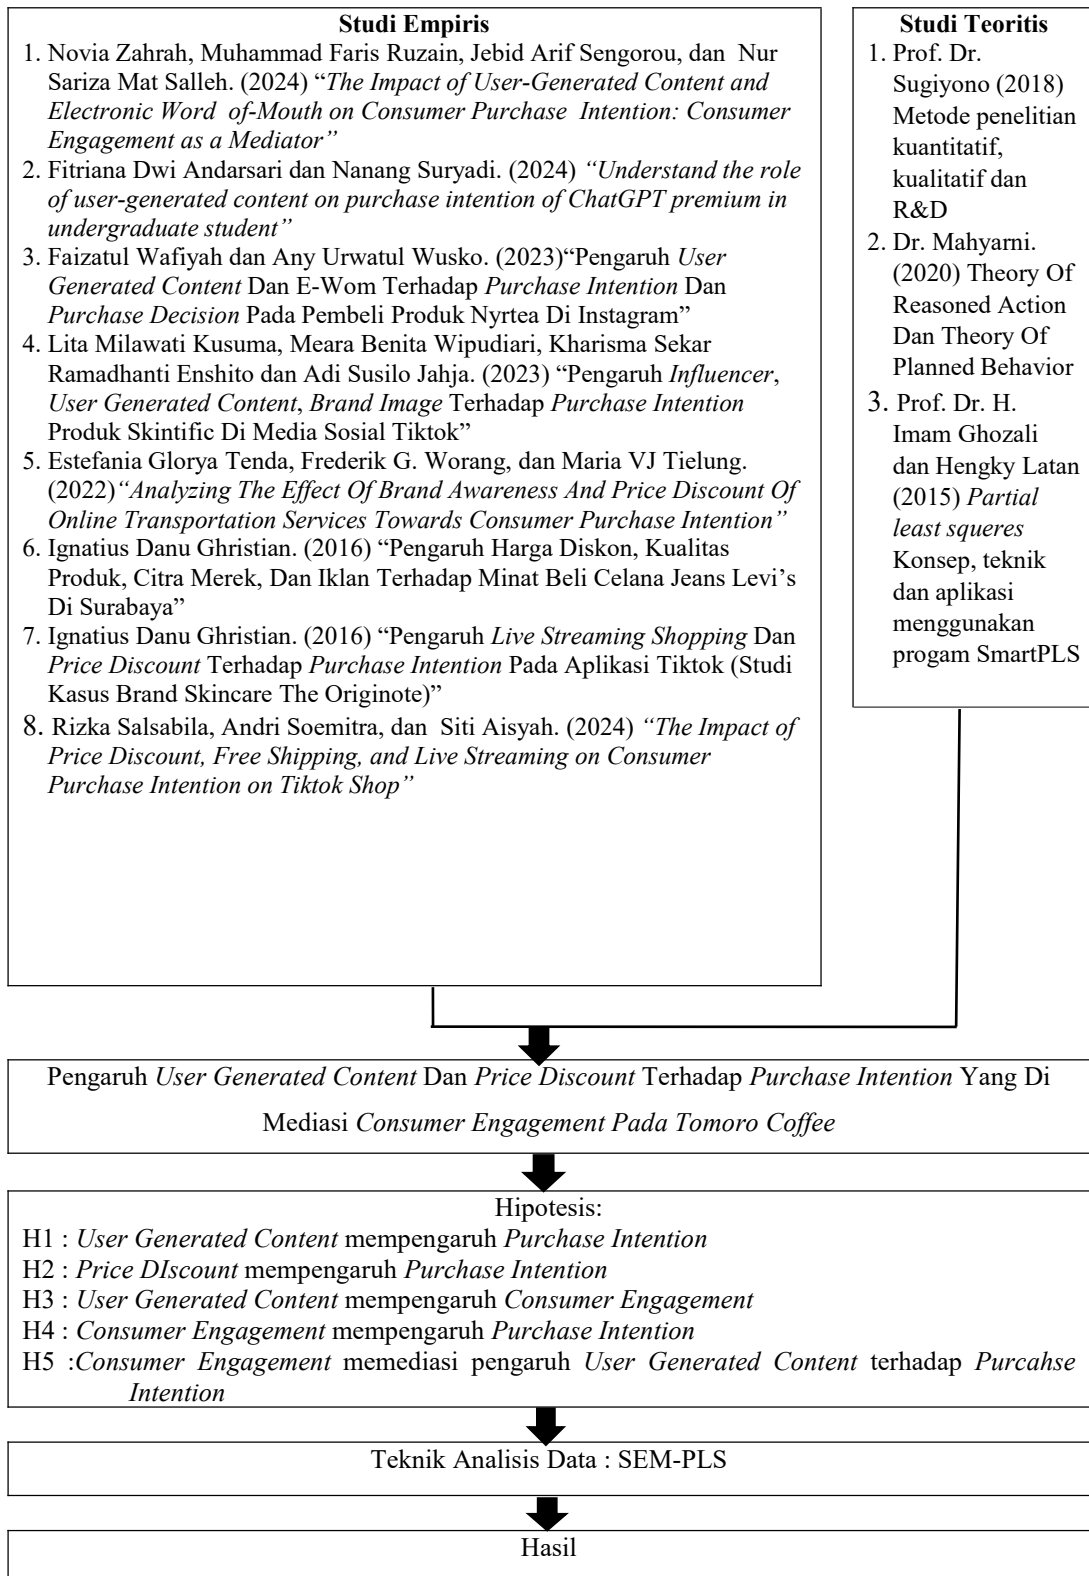 Studi Empiris
1. Novia Zahrah, Muhammad Faris Ruzain, Jebid Arif Sengorou, dan Nur
Sariza Mat Salleh. (2024) “The Impact of User-Generated Content and
Electronic Word of-Mouth on Consumer Purchase Intention: Consumer
Engagement as a Mediator”
2. Fitriana Dwi Andarsari dan Nanang Suryadi. (2024) “Understand the role
of user-generated content on purchase intention of ChatGPT premium in
undergraduate student”
3. Faizatul Wafiyah dan Any Urwatul Wusko. (2023)“Pengaruh User
Generated Content Dan E-Wom Terhadap Purchase Intention Dan
Purchase Decision Pada Pembeli Produk Nyrtea Di Instagram”
4. Lita Milawati Kusuma, Meara Benita Wipudiari, Kharisma Sekar
Ramadhanti Enshito dan Adi Susilo Jahja. (2023) “Pengaruh Influencer,
User Generated Content, Brand Image Terhadap Purchase Intention
Produk Skintific Di Media Sosial Tiktok”
5. Estefania Glorya Tenda, Frederik G. Worang, dan Maria VJ Tielung.
(2022)“Analyzing The Effect Of Brand Awareness And Price Discount Of
Online Transportation Services Towards Consumer Purchase Intention”
6. Ignatius Danu Ghristian. (2016) “Pengaruh Harga Diskon, Kualitas
Produk, Citra Merek, Dan Iklan Terhadap Minat Beli Celana Jeans Levi’s
Di Surabaya”
7. Ignatius Danu Ghristian. (2016) “Pengaruh Live Streaming Shopping Dan
Price Discount Terhadap Purchase Intention Pada Aplikasi Tiktok (Studi
Kasus Brand Skincare The Originote)”
8. Rizka Salsabila, Andri Soemitra, dan Siti Aisyah. (2024) “The Impact of
Price Discount, Free Shipping, and Live Streaming on Consumer
Purchase Intention on Tiktok Shop”
Studi Teoritis
1. Prof. Dr.
Sugiyono (2018)
Metode penelitian
kuantitatif,
kualitatif dan
R&D
2. Dr. Mahyarni.
(2020) Theory Of
Reasoned Action
Dan Theory Of
Planned Behavior
3. Prof. Dr. H.
Imam Ghozali
dan Hengky Latan
(2015) Partial
least squeres
Konsep, teknik
dan aplikasi
menggunakan
progam SmartPLS
Pengaruh User Generated Content Dan Price Discount Terhadap Purchase Intention Yang Di
Mediasi Consumer Engagement Pada Tomoro Coffee
Hipotesis:
H1 : User Generated Content mempengaruh Purchase Intention
H2 : Price DIscount mempengaruh Purchase Intention
H3 : User Generated Content mempengaruh Consumer Engagement
H4 : Consumer Engagement mempengaruh Purchase Intention
H5 :Consumer Engagement memediasi pengaruh User Generated Content terhadap Purcahse
Intention
Teknik Analisis Data : SEM-PLS
Hasil